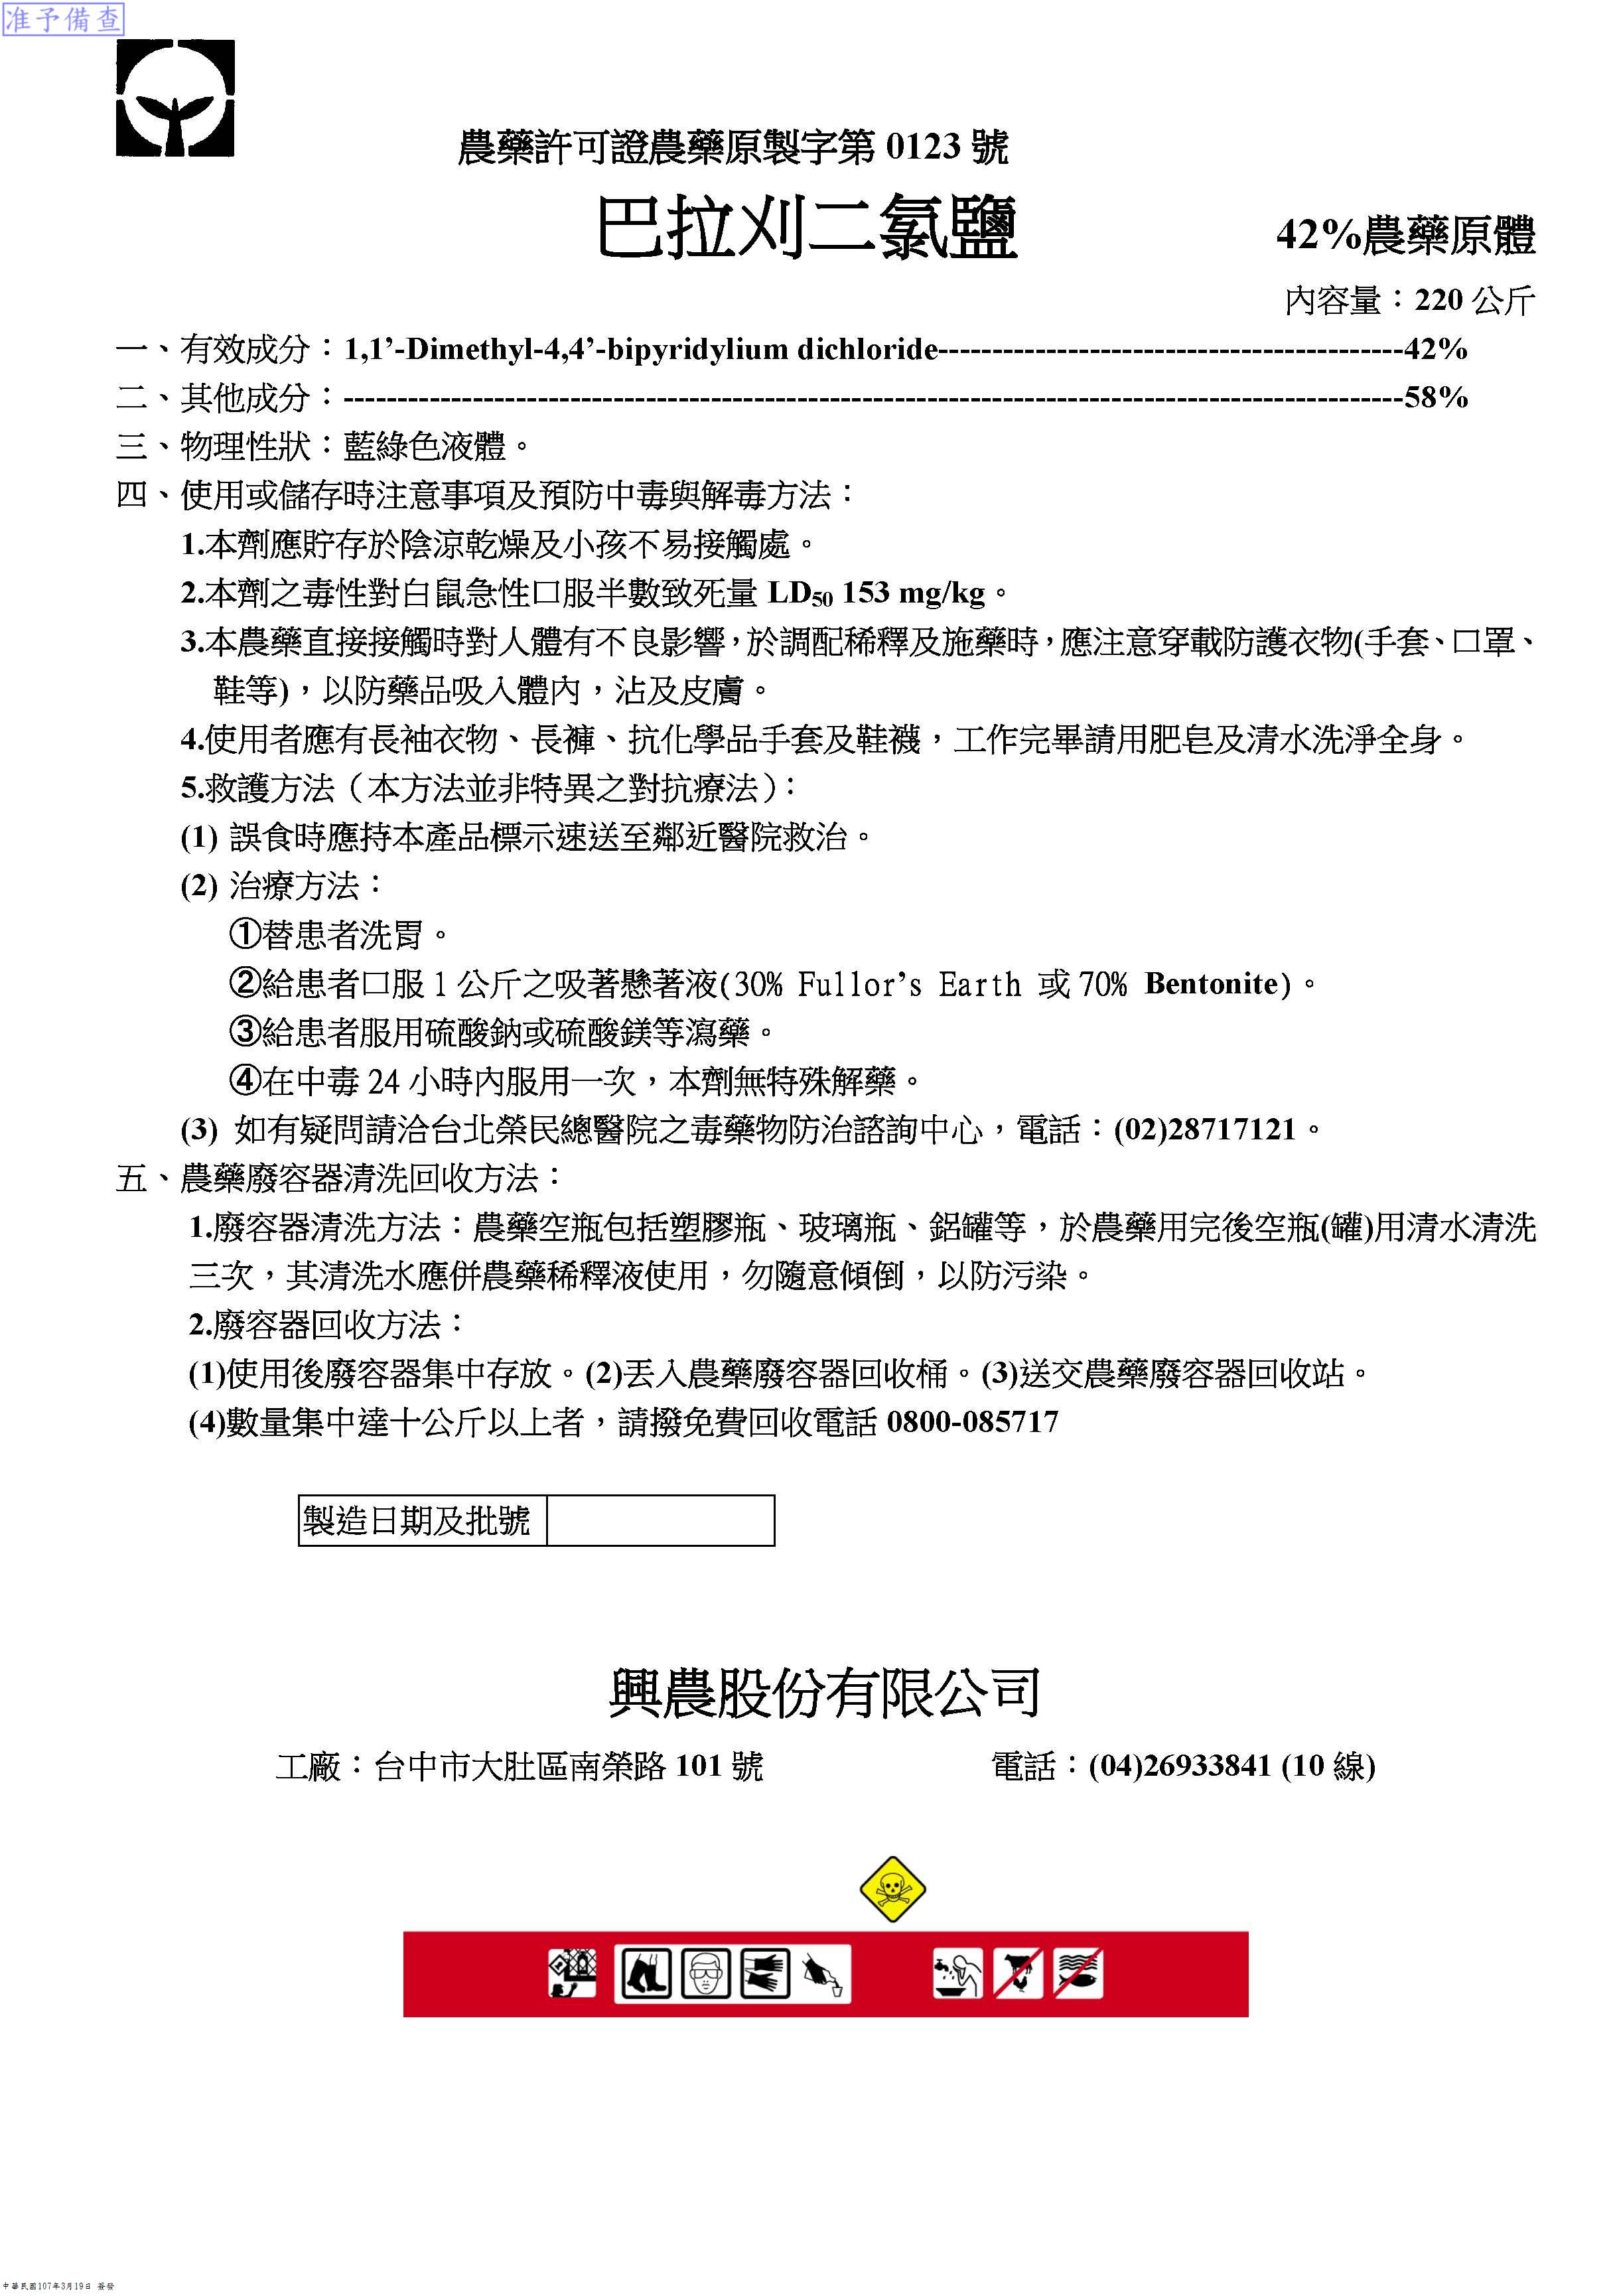 准予備查
農藥許可證農藥原製字第 0123 號
巴拉刈二氯鹽
42%農藥原體
內容量：220 公斤
一、有效成分：1,1’-Dimethyl-4,4’-bipyridylium dichloride-------------------------------------------42%
二、其他成分：--------------------------------------------------------------------------------------------------58%
三、物理性狀：藍綠色液體。
四、使用或儲存時注意事項及預防中毒與解毒方法：
1.本劑應貯存於陰涼乾燥及小孩不易接觸處。
2.本劑之毒性對白鼠急性口服半數致死量 LD50 153 mg/kg。
3.本農藥直接接觸時對人體有不良影響，於調配稀釋及施藥時，應注意穿載防護衣物(手套、口罩、
鞋等)，以防藥品吸入體內，沾及皮膚。
4.使用者應有長袖衣物、長褲、抗化學品手套及鞋襪，工作完畢請用肥皂及清水洗淨全身。
5.救護方法（本方法並非特異之對抗療法）：
(1) 誤食時應持本產品標示速送至鄰近醫院救治。
(2) 治療方法：
①替患者洗胃。
②給患者口服 1 公斤之吸著懸著液(30% Fullor’s Earth 或 70% Bentonite)。
③給患者服用硫酸鈉或硫酸鎂等瀉藥。
④在中毒 24 小時內服用一次，本劑無特殊解藥。
(3) 如有疑問請洽台北榮民總醫院之毒藥物防治諮詢中心，電話：(02)28717121。
五、農藥廢容器清洗回收方法：
1.廢容器清洗方法：農藥空瓶包括塑膠瓶、玻璃瓶、鋁罐等，於農藥用完後空瓶(罐)用清水清洗
三次，其清洗水應併農藥稀釋液使用，勿隨意傾倒，以防污染。
2.廢容器回收方法：
(1)使用後廢容器集中存放。(2)丟入農藥廢容器回收桶。(3)送交農藥廢容器回收站。
(4)數量集中達十公斤以上者，請撥免費回收電話 0800-085717
製造日期及批號
興農股份有限公司
工廠：台中市大肚區南榮路 101 號 電話：(04)26933841 (10 線)
中華民國107年3月19日 簽發